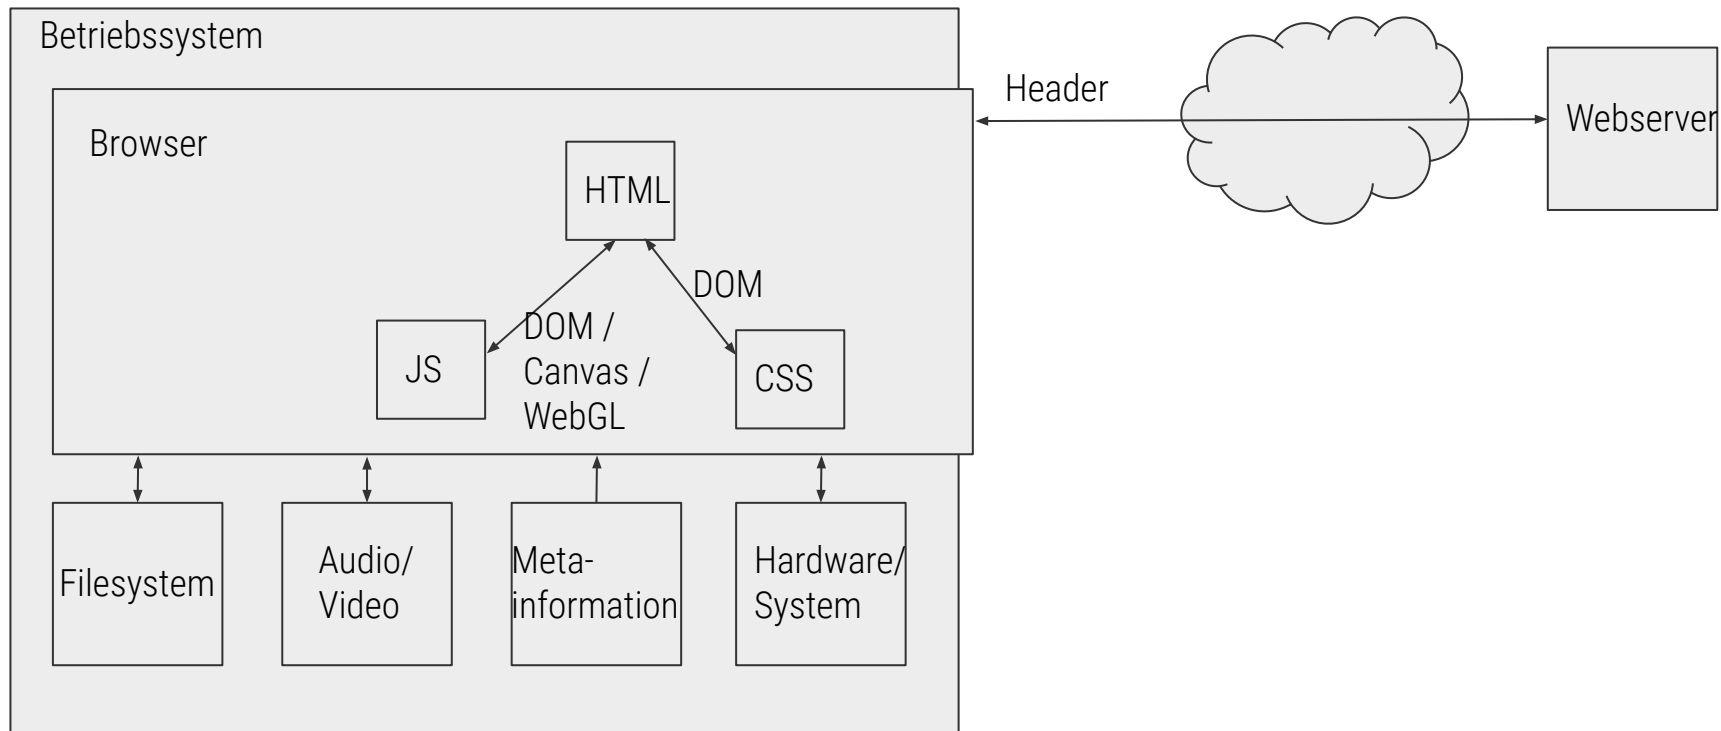 Betriebssystem
Header
Webserver
Browser
HTML
DOM
DOM /
Canvas /
WebGL
JS
CSS
Filesystem
Audio/
Video
Meta-
information
Hardware/
System